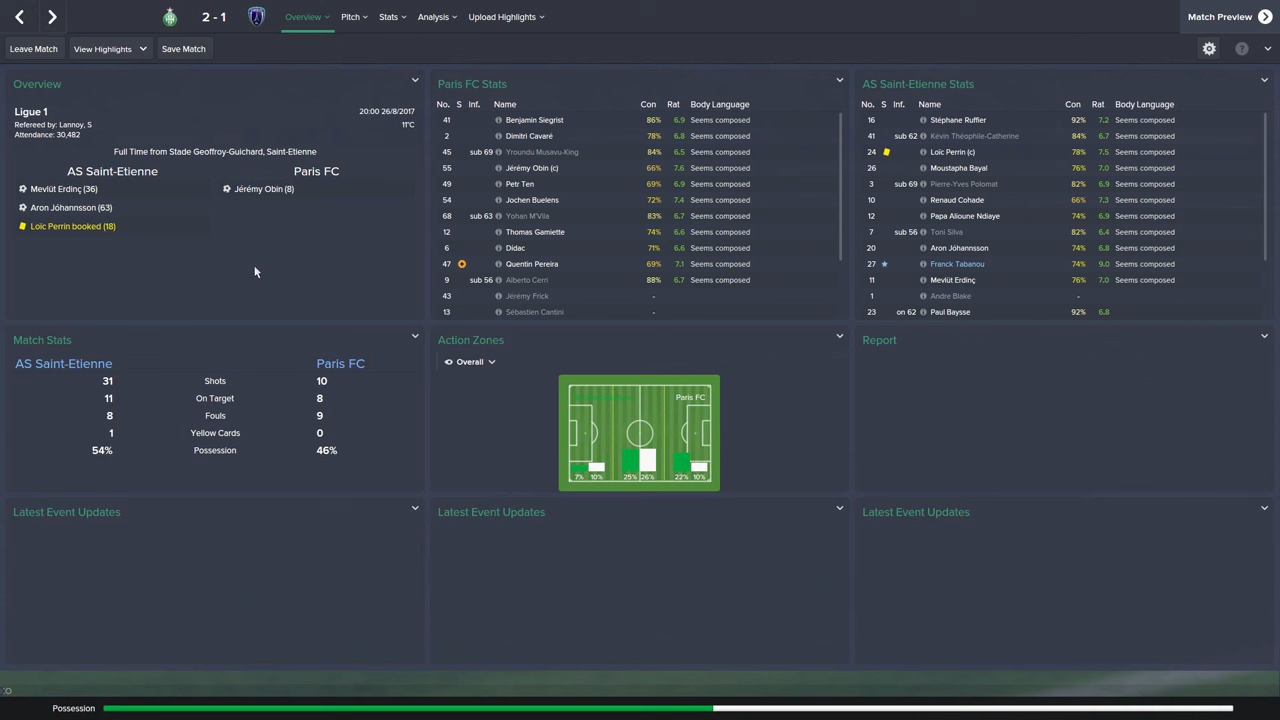 2 - 1
Overview
Pitch
Stats
Analysis
Upload Highlights
Match Preview
Leave Match
View Highlights
Save Match
Overview
Ligue 1
20:00 26/8/2017
Refereed by: Lannoy, S
11°C
Attendance: 30,482
Full Time from Stade Geoffroy-Guichard, Saint-Etienne
AS Saint-Etienne Paris FC
Mevlüt Erdinç (36) Jérémy Obin (8)
Aron Jóhannsson (63)
Loïc Perrin booked (18)
Paris FC Stats
No. S Inf. Name Con Rat Body Language
41 Benjamin Siegrist 86% 6.9 Seems composed
2 Dimitri Cavaré 78% 6.8 Seems composed
45 sub 69 Yroundu Musavu-King 84% 6.5 Seems composed
55 Jérémy Obin (c) 66% 7.6 Seems composed
49 Petr Ten 69% 6.9 Seems composed
54 Jochen Buelens 72% 7.4 Seems composed
68 sub 63 Yohan M'Vila 83% 6.7 Seems composed
12 Thomas Gamiette 74% 6.6 Seems composed
6 Dídac 71% 6.6 Seems composed
47 Quentin Pereira 69% 7.1 Seems composed
9 sub 56 Alberto Cerri 88% 6.7 Seems composed
43 Jérémy Frick -
13 Sébastien Cantini -
AS Saint-Etienne Stats
No. S Inf. Name Con Rat Body Language
16 Stéphane Ruffier 92% 7.2 Seems composed
41 sub 62 Kévin Théophile-Catherine 84% 6.7 Seems composed
24 Loïc Perrin (c) 78% 7.5 Seems composed
26 Moustapha Bayal 76% 7.0 Seems composed
3 sub 69 Pierre-Yves Polomat 82% 6.9 Seems composed
10 Renaud Cohade 66% 7.3 Seems composed
12 Papa Alioune Ndiaye 74% 6.9 Seems composed
7 sub 56 Toni Silva 82% 6.4 Seems composed
20 Aron Jóhannsson 74% 6.8 Seems composed
27 Franck Tabanou 74% 9.0 Seems composed
11 Mevlüt Erdinç 76% 7.0 Seems composed
1 Andre Blake -
23 on 62 Paul Baysse 92% 6.8
Match Stats
AS Saint-Etienne Paris FC
31 Shots 10
11 On Target 8
8 Fouls 9
1 Yellow Cards 0
54% Possession 46%
Action Zones
Overall
Paris FC
7% 10% 25% 26% 22% 10%
Report
Latest Event Updates
Latest Event Updates
Latest Event Updates
Possession